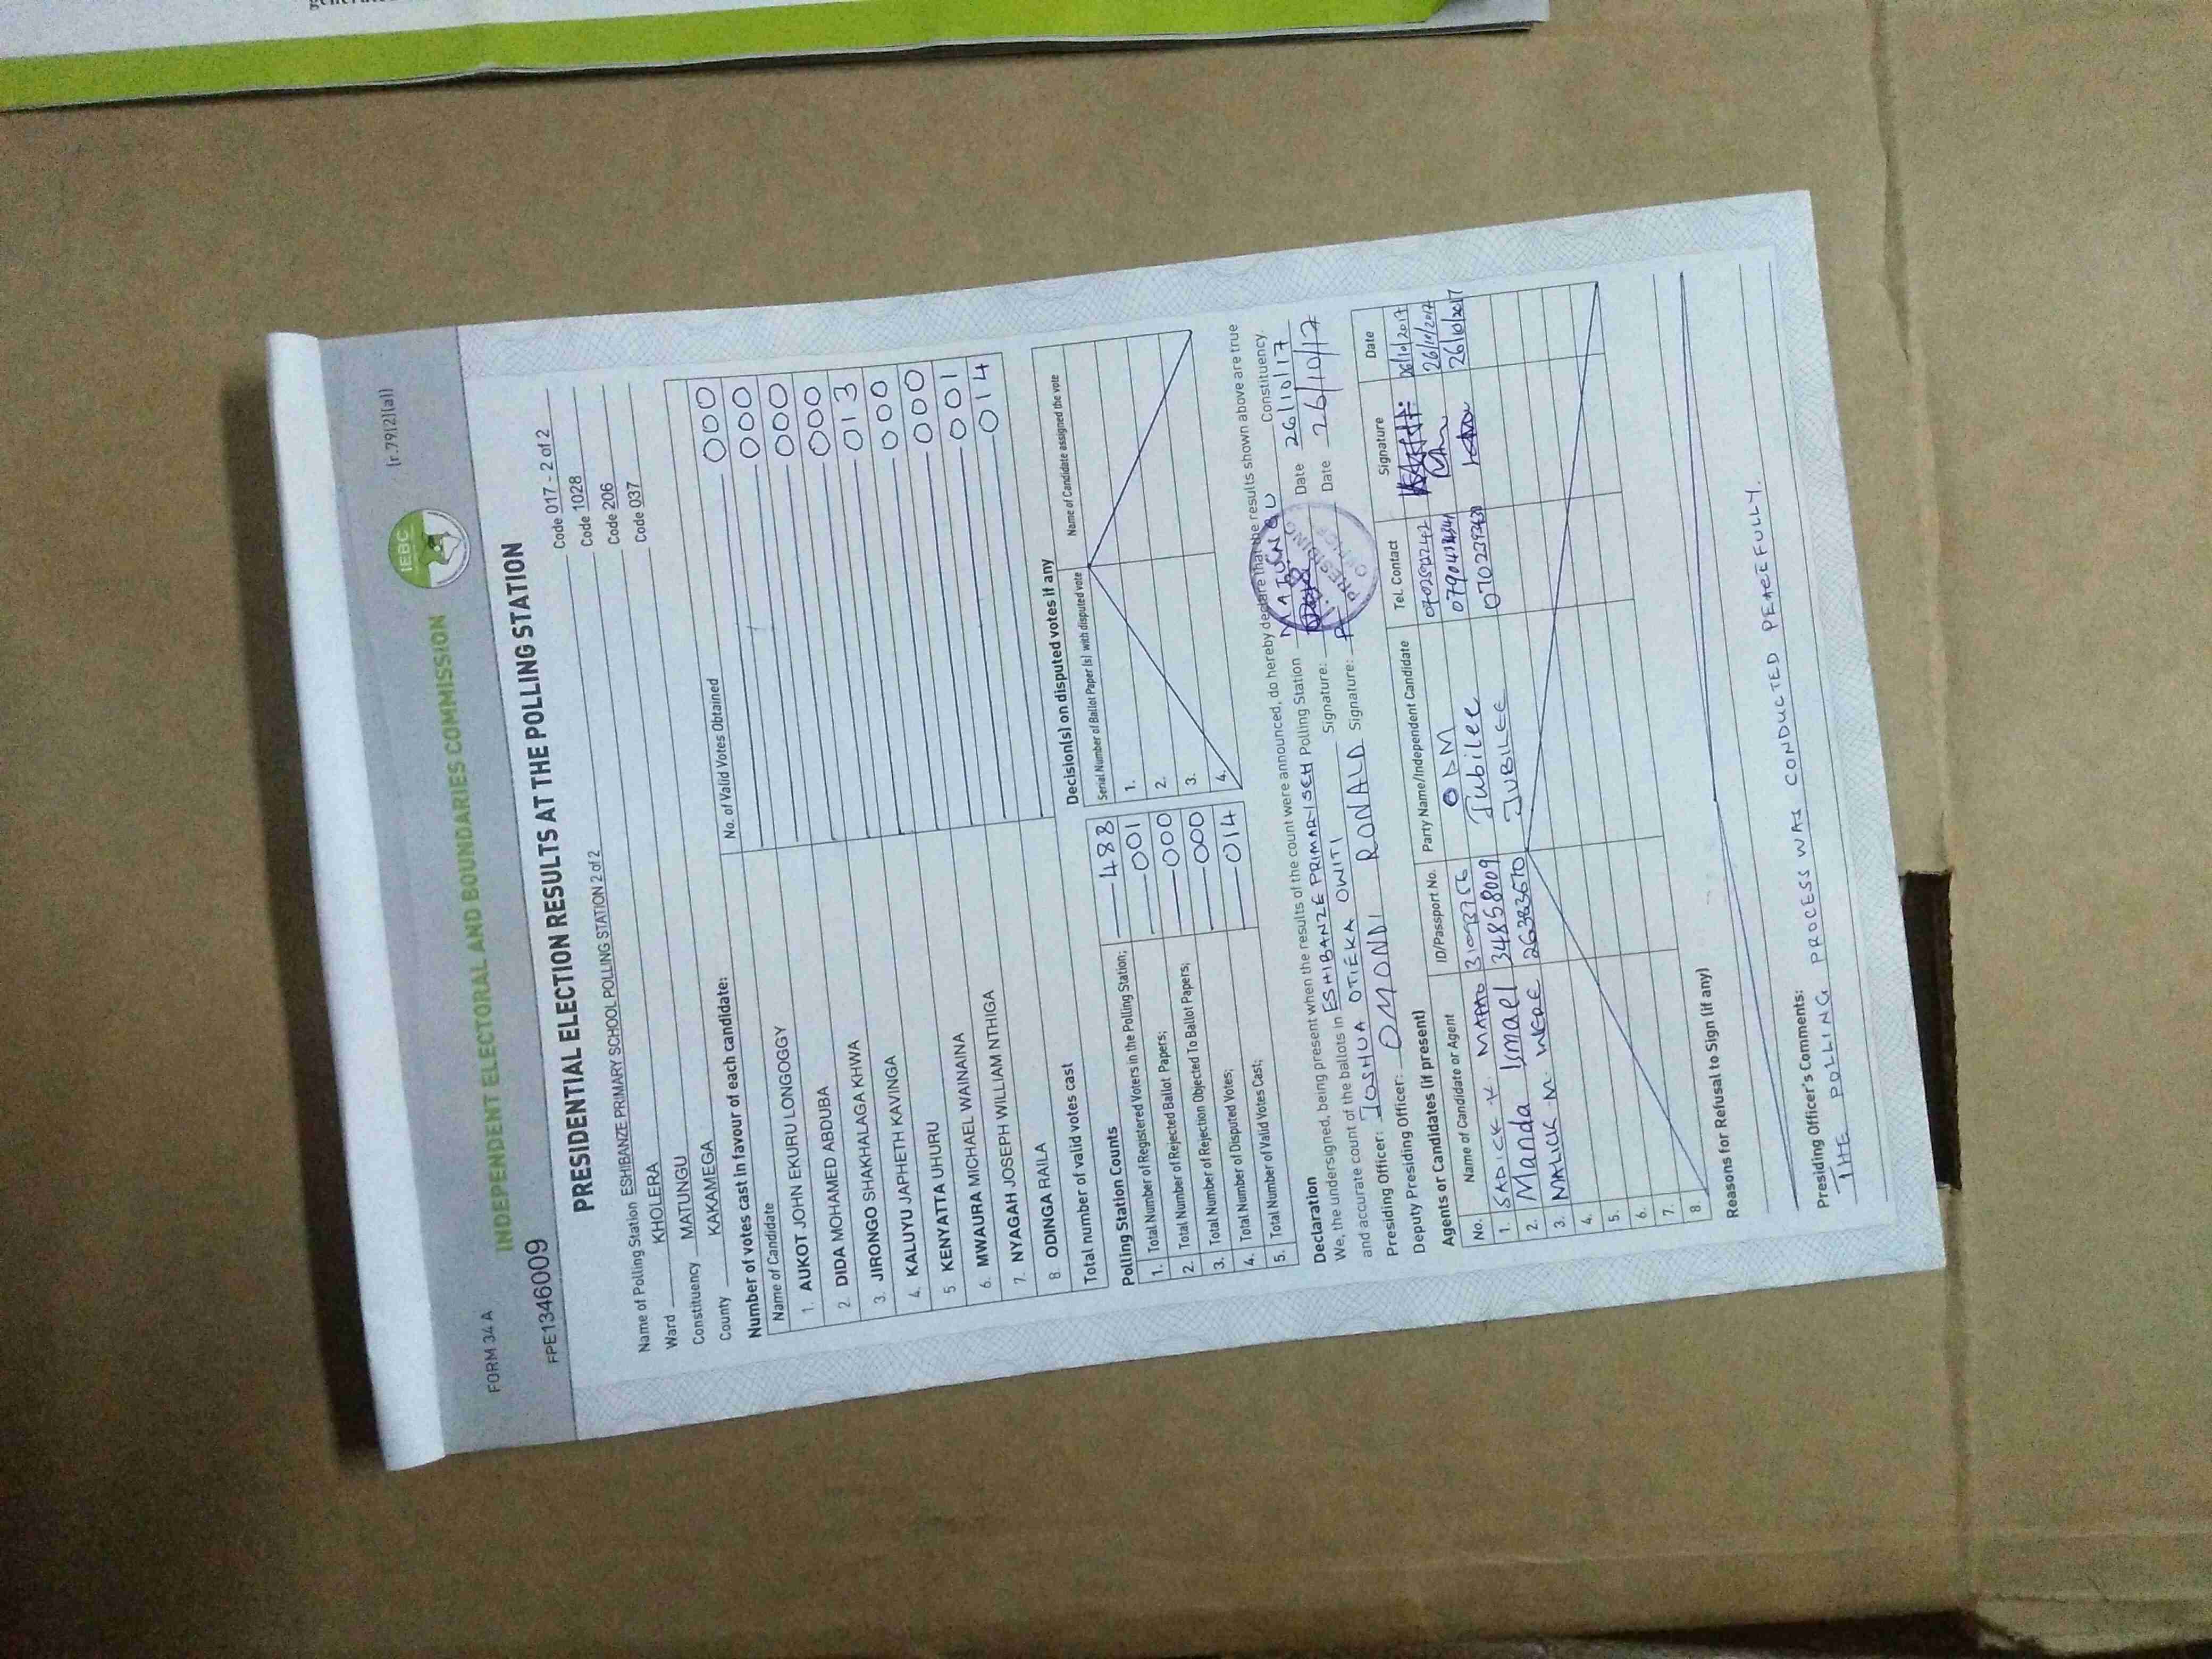 FORM 34 A
(r.79(2)(a))
IEBC
INDEPENDENT ELECTORAL AND BOUNDARIES COMMISSION
FPE1346009
PRESIDENTIAL ELECTION RESULTS AT THE POLLING STATION
Name of Polling Station ESHIBANZE PRIMARY SCHOOL POLLING STATION 2 of 2 Code 017 - 2 of 2
Ward KHOLERA Code 1028
Constituency MATUNGU Code 206
County KAKAMEGA Code 037
Number of votes cast in favour of each candidate:
Name of Candidate No. of Valid Votes Obtained
1. AUKOT JOHN EKURU LONGOGGY 000
2. DIDA MOHAMED ABDUBA 000
3. JIRONGO SHAKHALAGA KHWA 000
4. KALUYU JAPHETH KAVINGA 000
5 KENYATTA UHURU 013
6. MWAURA MICHAEL WAINAINA 000
7. NYAGAH JOSEPH WILLIAM NTHIGA 000
8. ODINGA RAILA 001
Total number of valid votes cast 014
Polling Station Counts
1. Total Number of Registered Voters in the Polling Station; 488
2. Total Number of Rejected Ballot Papers; 001
3. Total Number of Rejection Objected To Ballot Papers; 000
4. Total Number of Disputed Votes; 000
5. Total Number of Valid Votes Cast; 014
Decision(s) on disputed votes if any
Serial Number of Ballot Paper (s) with disputed vote Name of Candidate assigned the vote
1.
2.
3.
4.
Declaration
We, the undersigned, being present when the results of the count were announced, do hereby declare that the results shown above are true
and accurate count of the ballots in ESHIBANZE PRIMARI SCH Polling Station MATUNGU Constituency.
Presiding Officer: JOSHUA OTIEKA OWITI Signature: Date 26/10/17
Deputy Presiding Officer: OMONDI RONALD Signature: Date 26/10/17
PRESIDING OFFICER
Agents or Candidates (if present)
No. Name of Candidate or Agent ID/Passport No. Party Name/Independent Candidate Tel. Contact Signature Date
1. SADICK K. ODM 26/10/2017
2. Manda Ismael 34858009 Jubilee 26/10/2017
3. MALICK M. WERE 26383570 JUBILEE 26/10/2017
4.
5.
6.
7.
8.
Reasons for Refusal to Sign (if any)
Presiding Officer's Comments:
THE POLLING PROCESS WAS CONDUCTED PEACEFULLY.